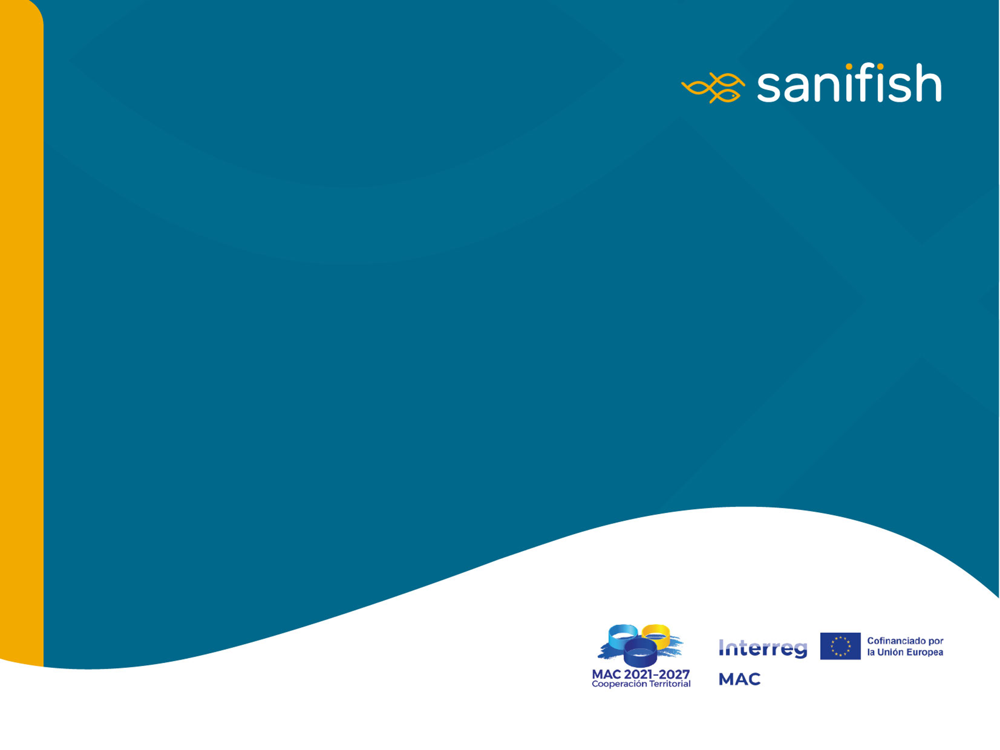 sanifish
MAC 2021-2027
Cooperación Territorial
Interreg
Cofinanciado por
la Unión Europea
MAC